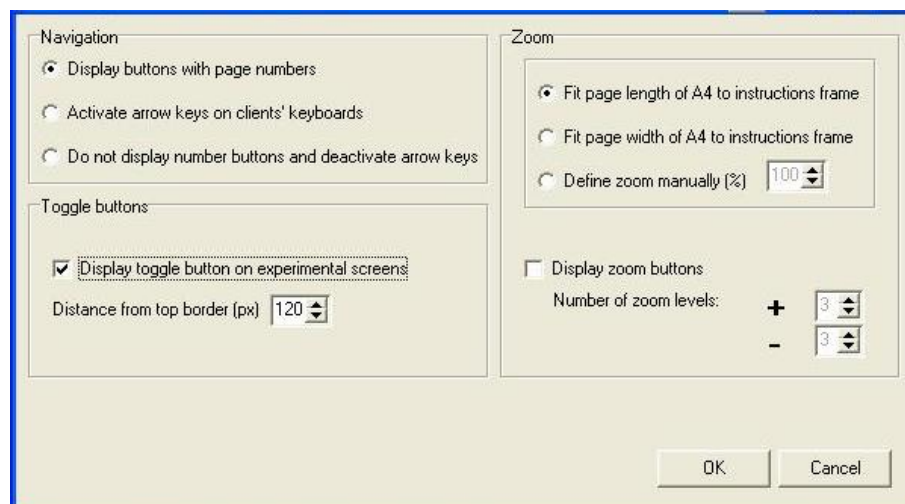 Navigation
Display buttons with page numbers
Activate arrow keys on clients' keyboards
Do not display number buttons and deactivate arrow keys
Toggle buttons
Display toggle button on experimental screens
Distance from top border (px) 120
Zoom
Fit page length of A4 to instructions frame
Fit page width of A4 to instructions frame
Define zoom manually (%) 100
Display zoom buttons
Number of zoom levels: + 3
- 3
OK Cancel